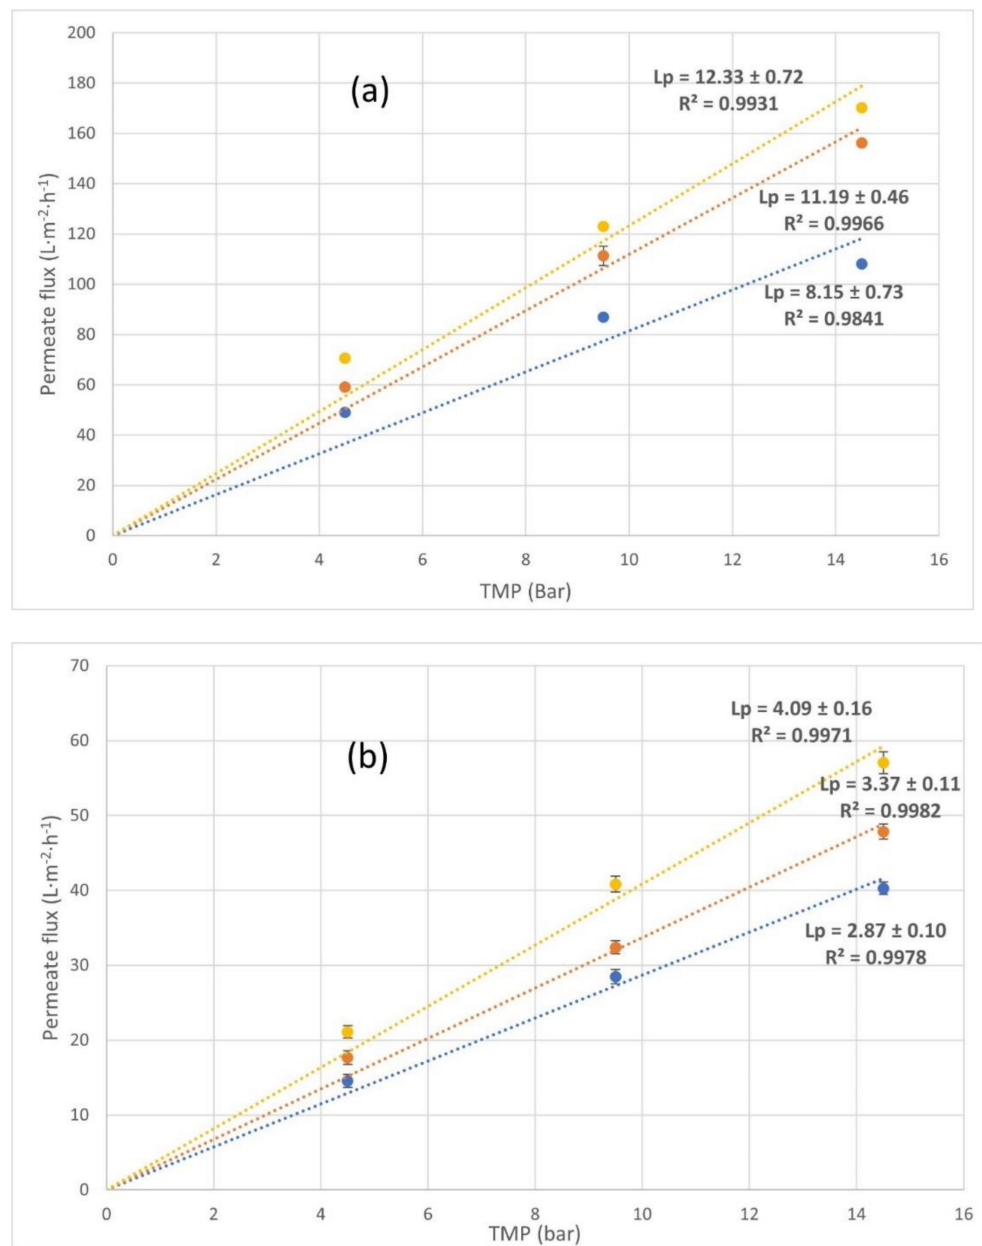 200
180
160
140
120
100
80
60
40
20
0
Permeate flux (L·m⁻²·h⁻¹)
(a)
Lp = 12.33 ± 0.72
R² = 0.9931
Lp = 11.19 ± 0.46
R² = 0.9966
Lp = 8.15 ± 0.73
R² = 0.9841
0 2 4 6 8 10 12 14 16
TMP (Bar)
70
60
50
40
30
20
10
0
Permeate flux (L·m⁻²·h⁻¹)
(b)
Lp = 4.09 ± 0.16
R² = 0.9971
Lp = 3.37 ± 0.11
R² = 0.9982
Lp = 2.87 ± 0.10
R² = 0.9978
0 2 4 6 8 10 12 14 16
TMP (bar)